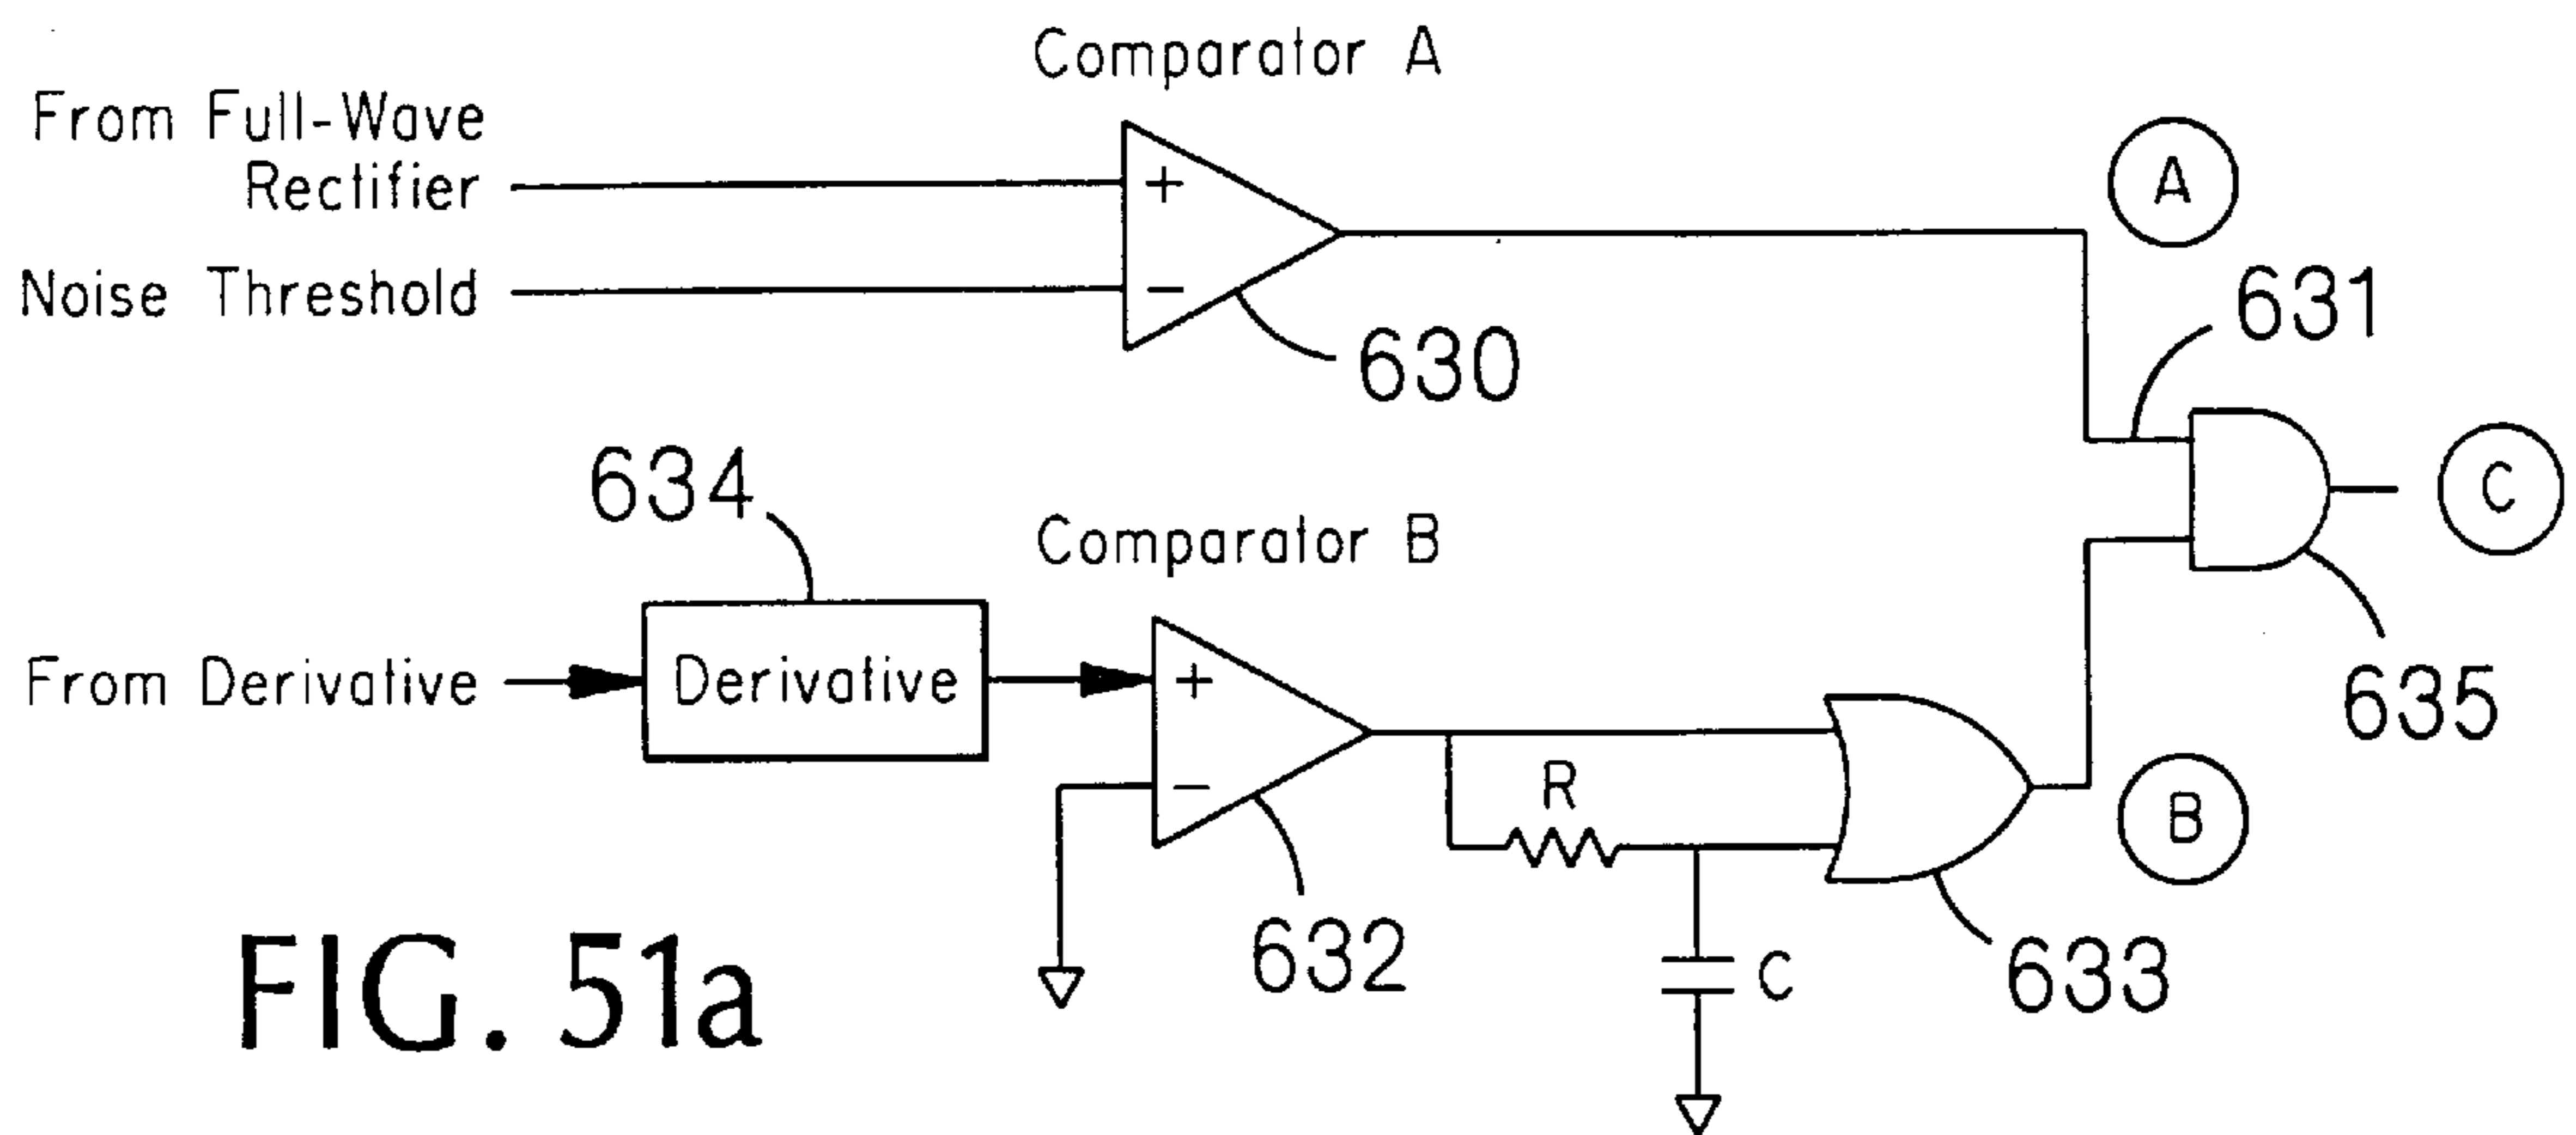 Comparator A
From Full-Wave
Rectifier
+
A
Noise Threshold
−
631
630
634
C
Comparator B
635
From Derivative
Derivative
+
R
−
B
632
633
C
FIG. 51a